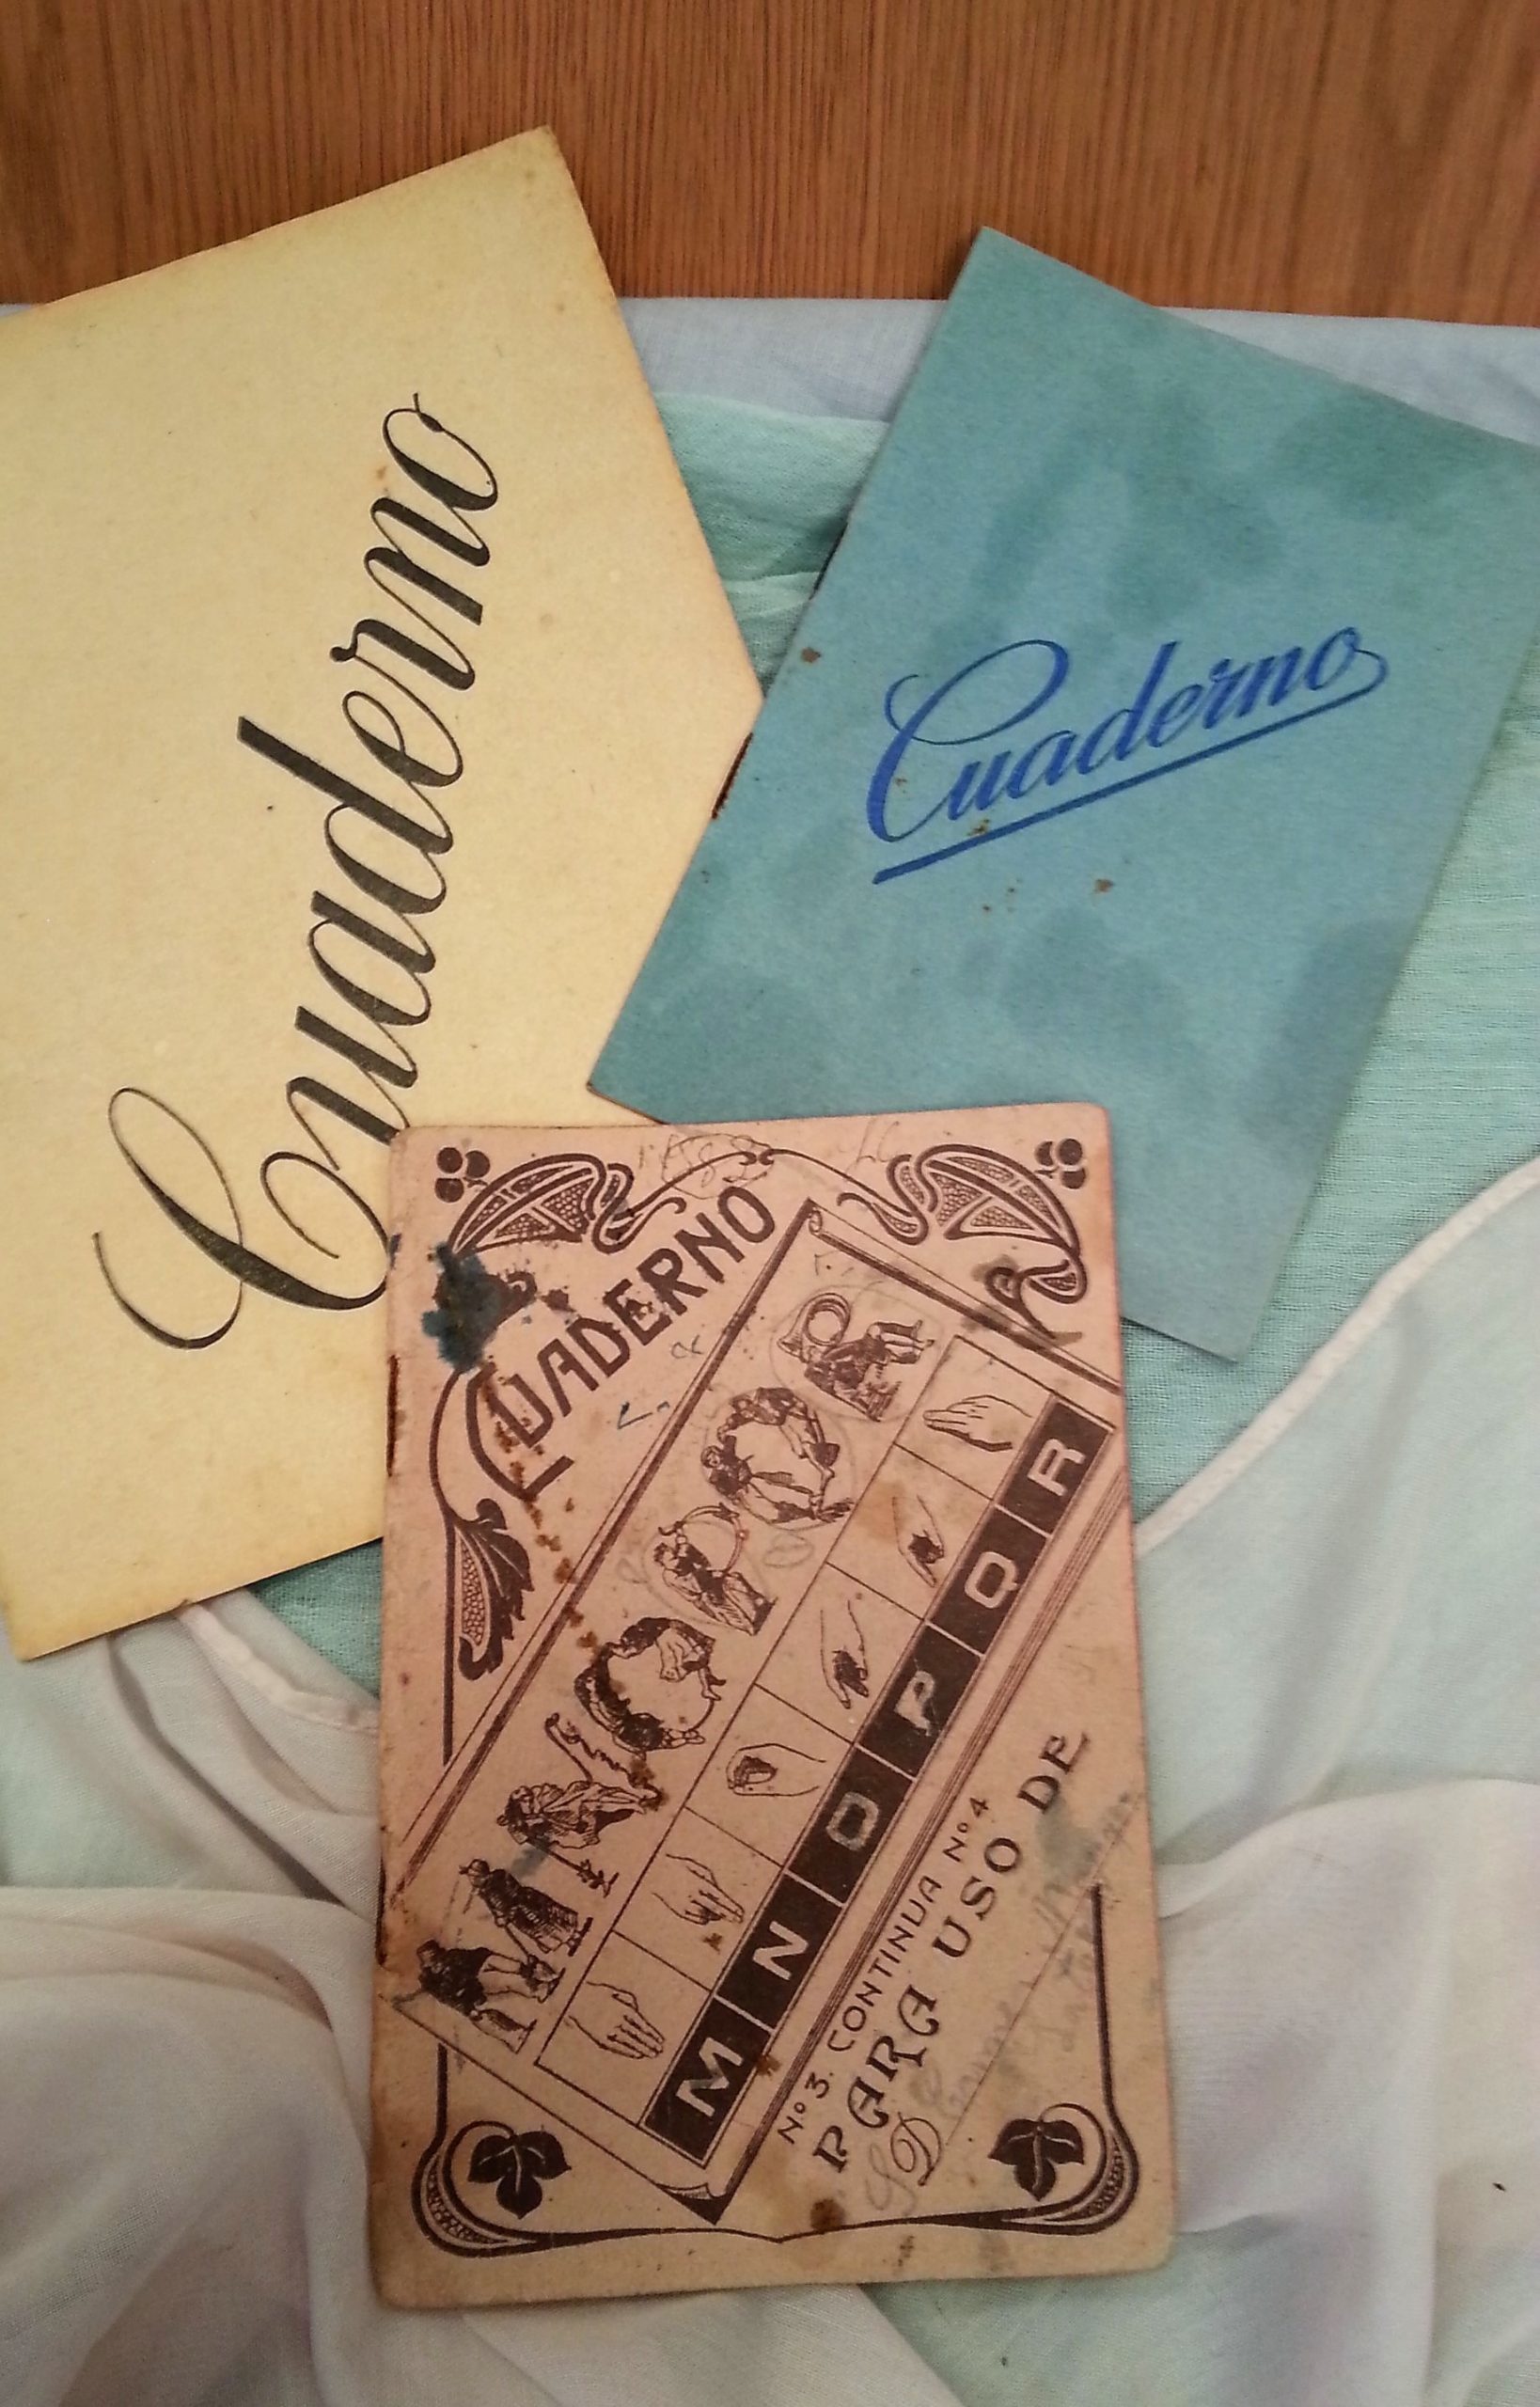 Cuaderno
Cuaderno
CUADERNO
M N O P Q R
Nº 3. CONTINUA Nº 4
PARA USO DE
D